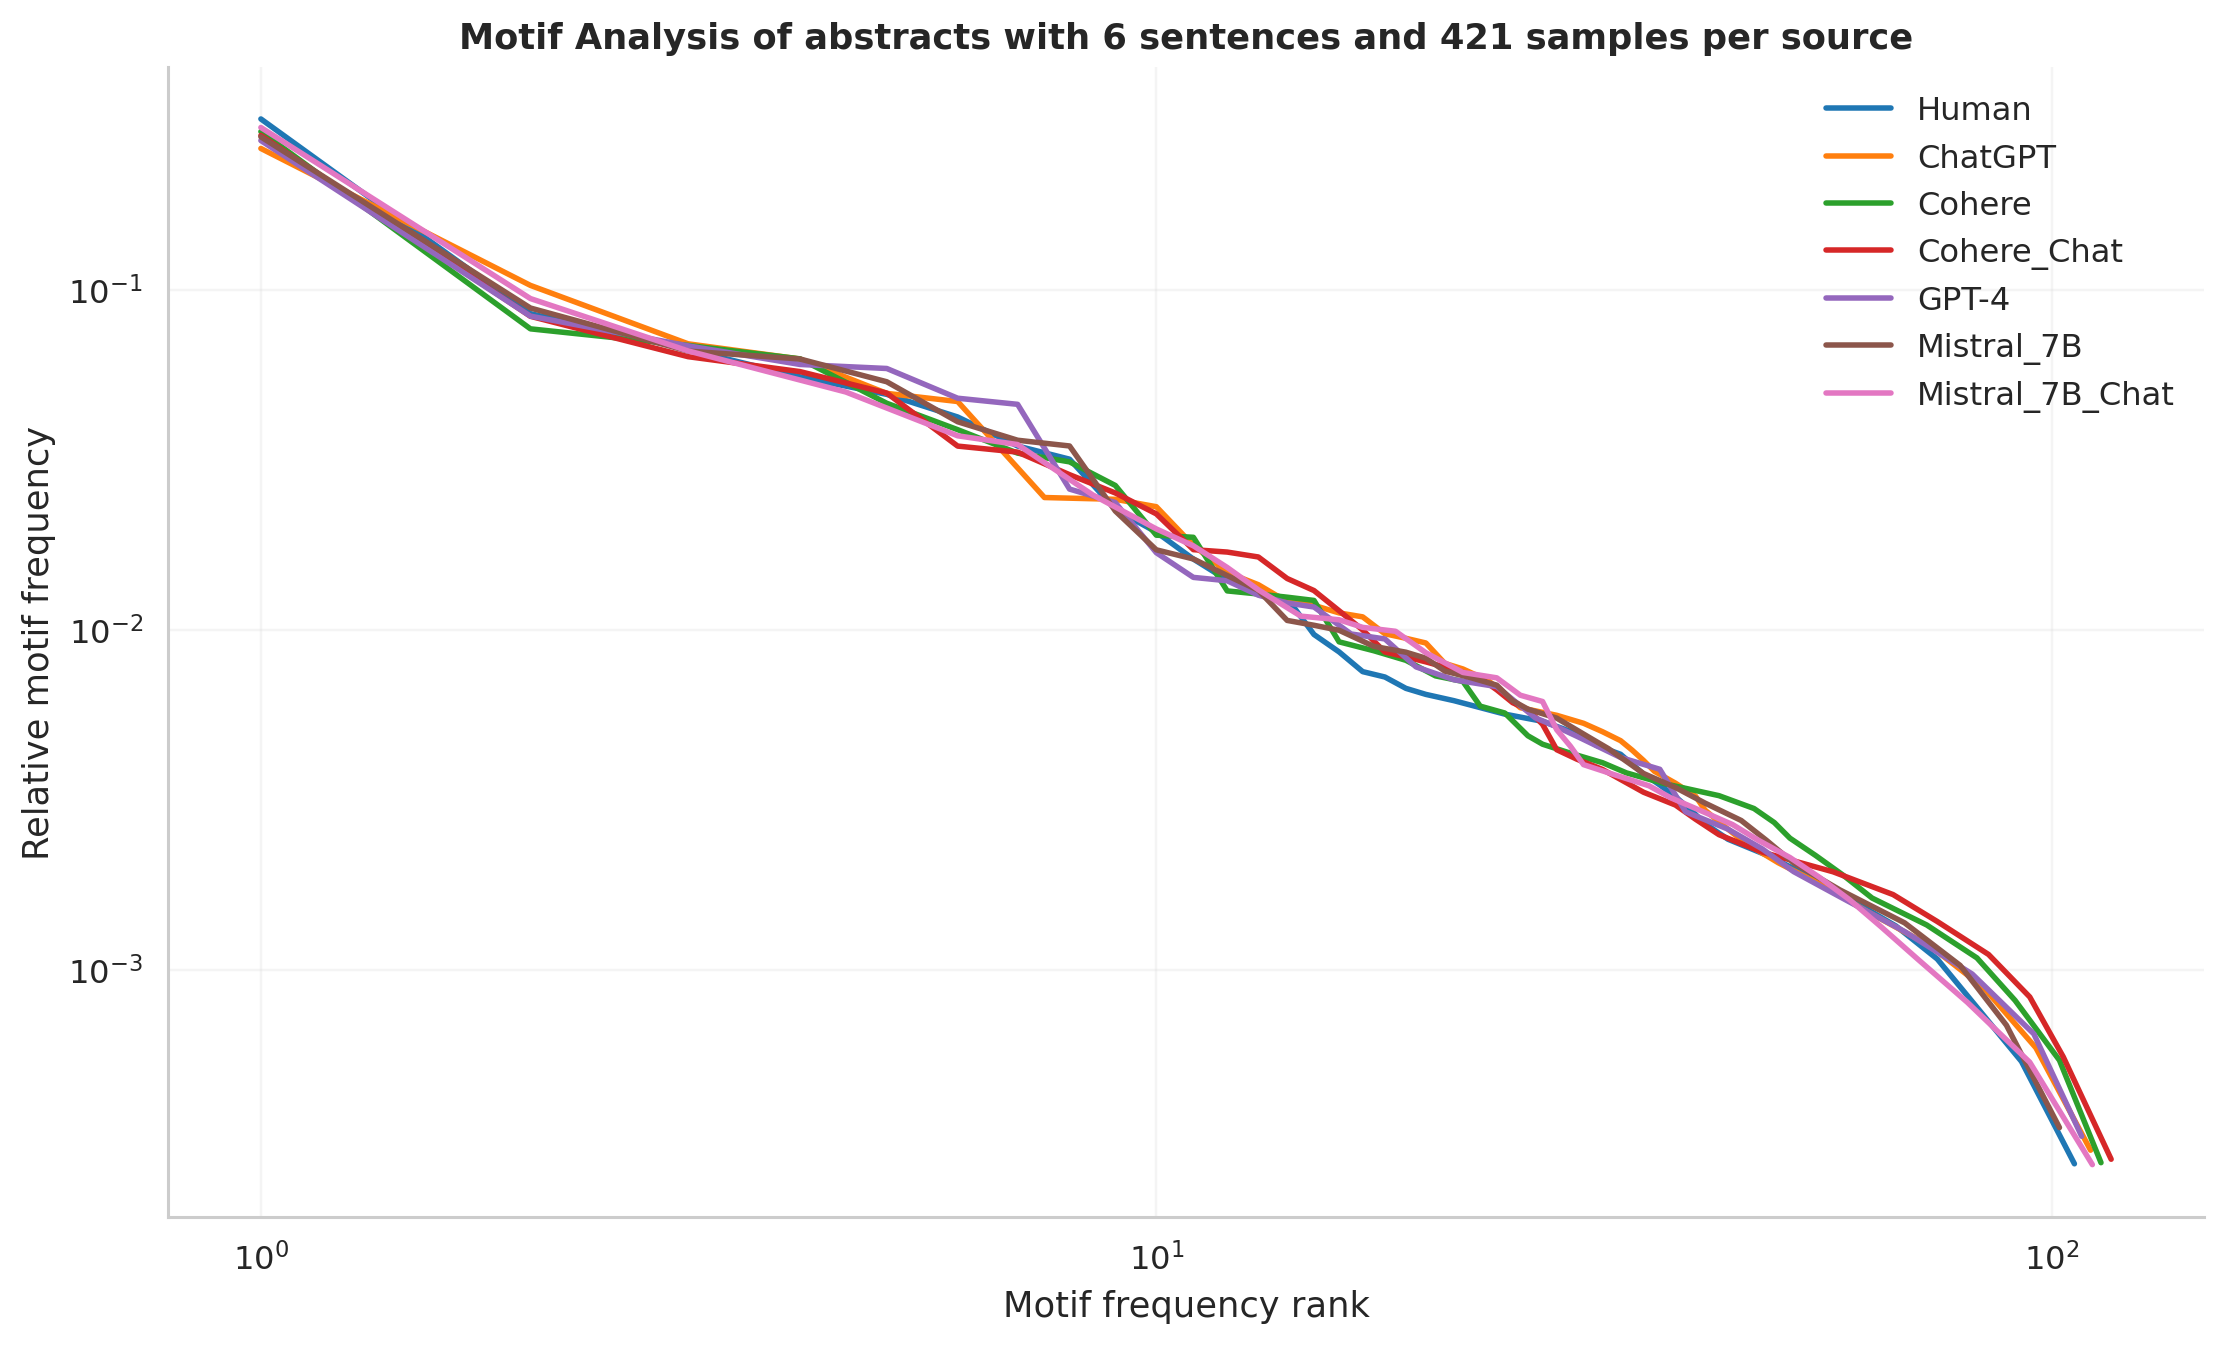 Motif Analysis of abstracts with 6 sentences and 421 samples per source
Human
ChatGPT
Cohere
Cohere_Chat
GPT-4
Mistral_7B
Mistral_7B_Chat
Relative motif frequency
10⁻¹
10⁻²
10⁻³
10⁰ 10¹ 10²
Motif frequency rank